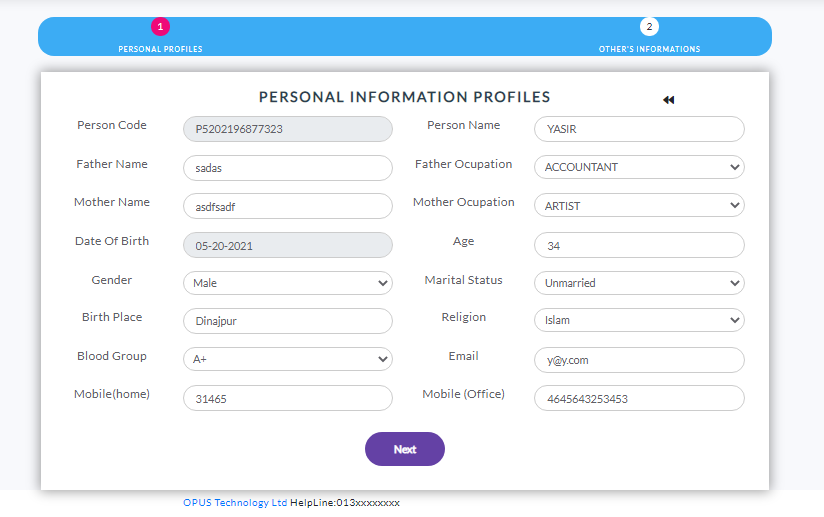 1 2
PERSONAL PROFILES OTHER'S INFORMATIONS
PERSONAL INFORMATION PROFILES
Person Code P5202196877323 Person Name YASIR
Father Name sadas Father Ocupation ACCOUNTANT
Mother Name asdfsadf Mother Ocupation ARTIST
Date Of Birth 05-20-2021 Age 34
Gender Male Marital Status Unmarried
Birth Place Dinajpur Religion Islam
Blood Group A+ Email y@y.com
Mobile(home) 31465 Mobile (Office) 4645643253453
Next
OPUS Technology Ltd HelpLine:013xxxxxxxx